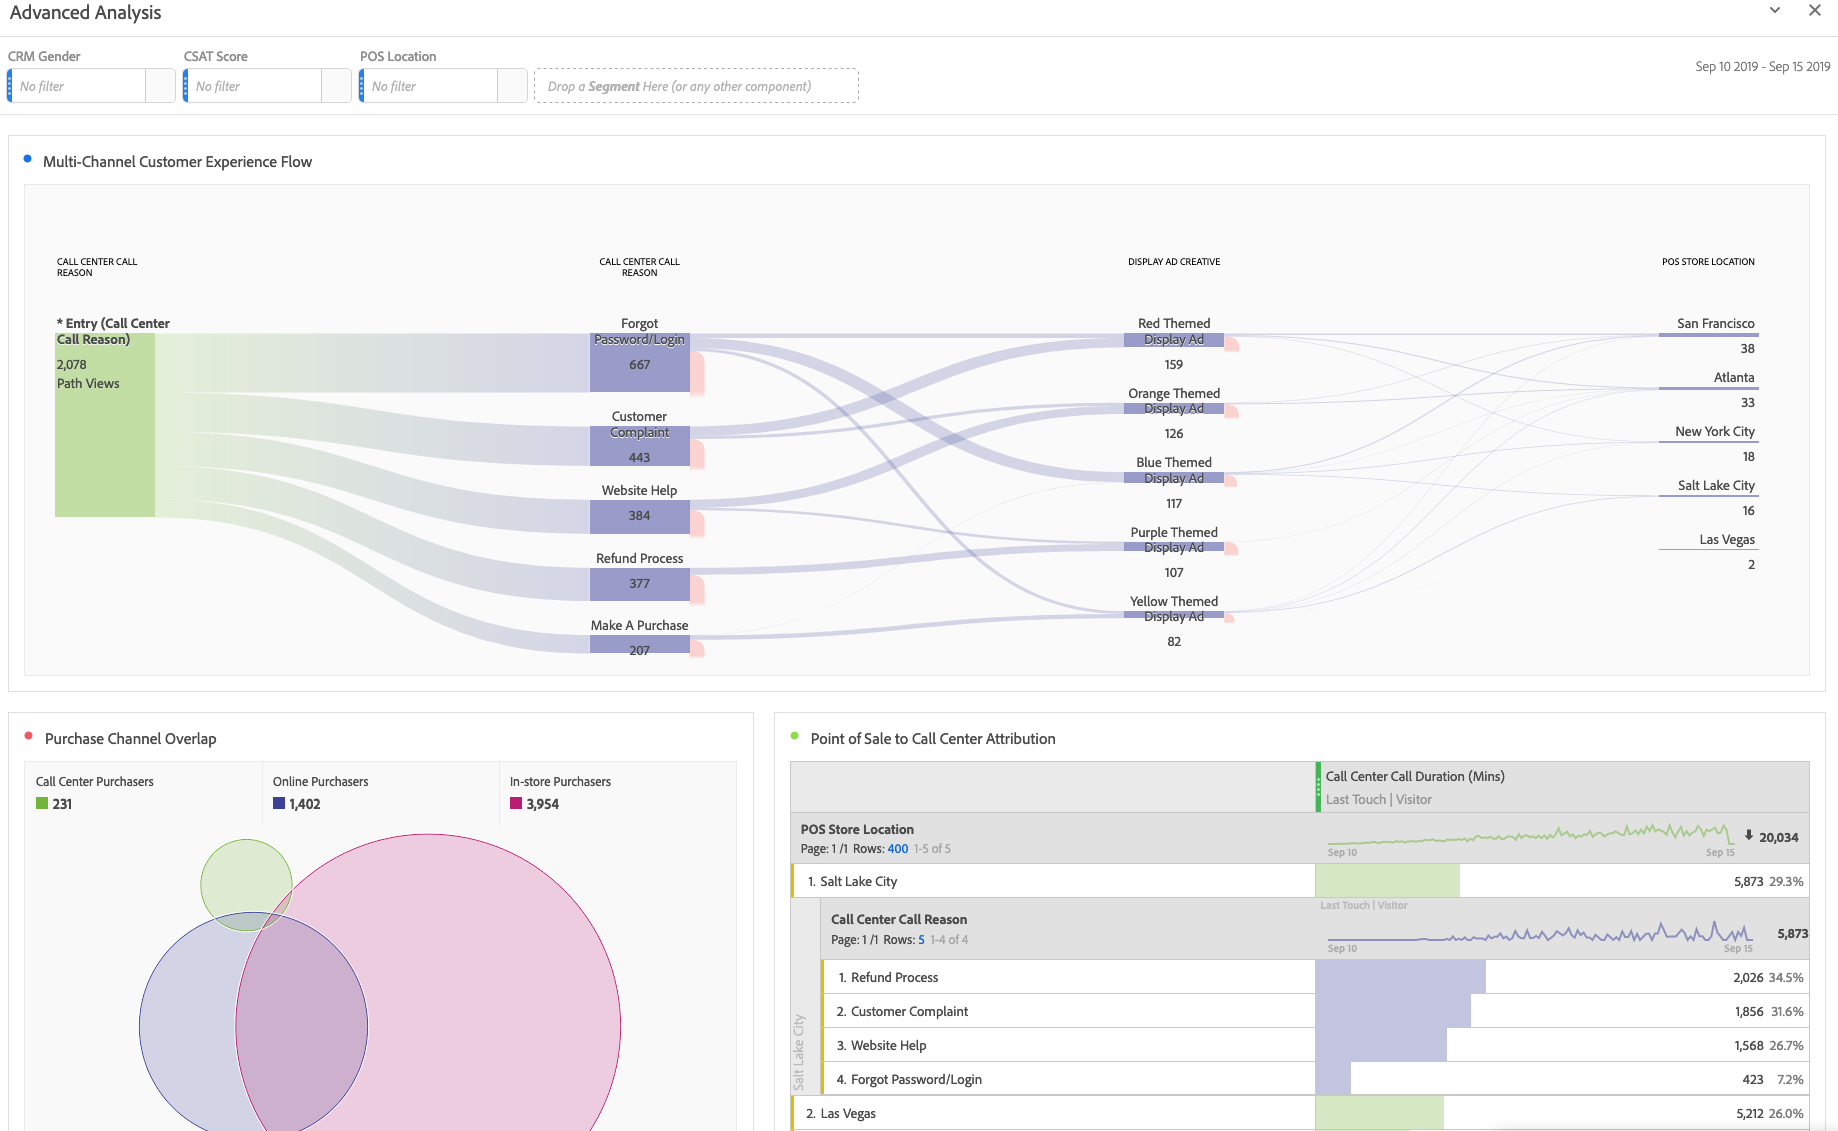 Advanced Analysis
CRM Gender
CSAT Score
POS Location
No filter
No filter
No filter
Drop a Segment Here (or any other component)
Sep 10 2019 - Sep 15 2019
Multi-Channel Customer Experience Flow
CALL CENTER CALL
REASON
CALL CENTER CALL
REASON
DISPLAY AD CREATIVE
POS STORE LOCATION
* Entry (Call Center
Call Reason)
2,078
Path Views
Forgot
Password/Login
667
Customer
Complaint
443
Website Help
384
Refund Process
377
Make A Purchase
207
Red Themed
Display Ad
159
Orange Themed
Display Ad
126
Blue Themed
Display Ad
117
Purple Themed
Display Ad
107
Yellow Themed
Display Ad
82
San Francisco
38
Atlanta
33
New York City
18
Salt Lake City
16
Las Vegas
2
Purchase Channel Overlap
Call Center Purchasers
231
Online Purchasers
1,402
In-store Purchasers
3,954
Point of Sale to Call Center Attribution
Call Center Call Duration (Mins)
Last Touch | Visitor
POS Store Location
Page: 1 /1 Rows: 400 1-5 of 5
Sep 10
Sep 15
20,034
1. Salt Lake City
5,873 29.3%
Last Touch | Visitor
Call Center Call Reason
Page: 1 /1 Rows: 5 1-4 of 4
Sep 10
Sep 15
5,873
Salt Lake City
1. Refund Process
2,026 34.5%
2. Customer Complaint
1,856 31.6%
3. Website Help
1,568 26.7%
4. Forgot Password/Login
423 7.2%
2. Las Vegas
5,212 26.0%